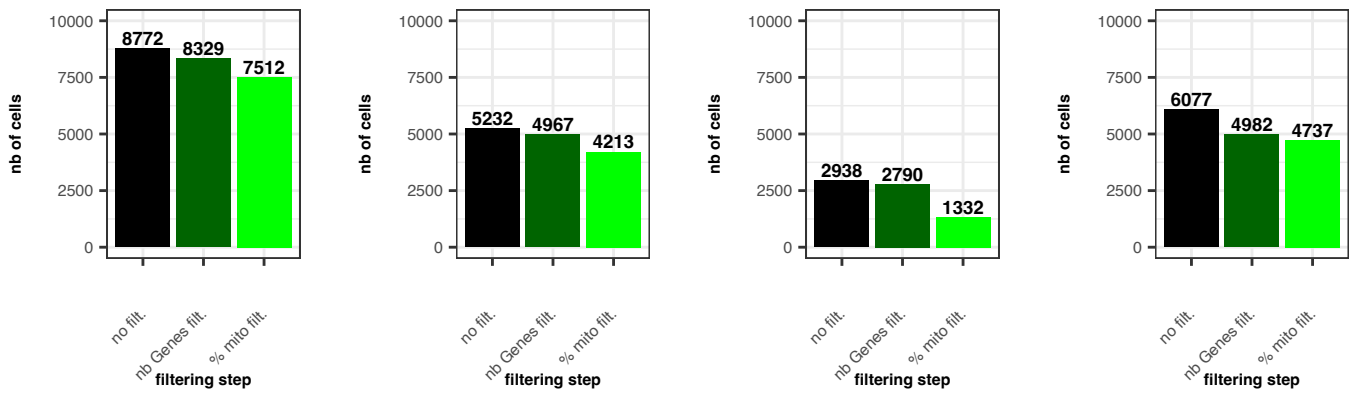 nb of cells
10000
7500
5000
2500
0
8772
8329
7512
no filt.
nb Genes filt.
% mito filt.
filtering step
nb of cells
10000
7500
5000
2500
0
5232
4967
4213
no filt.
nb Genes filt.
% mito filt.
filtering step
nb of cells
10000
7500
5000
2500
0
2938
2790
1332
no filt.
nb Genes filt.
% mito filt.
filtering step
nb of cells
10000
7500
5000
2500
0
6077
4982
4737
no filt.
nb Genes filt.
% mito filt.
filtering step